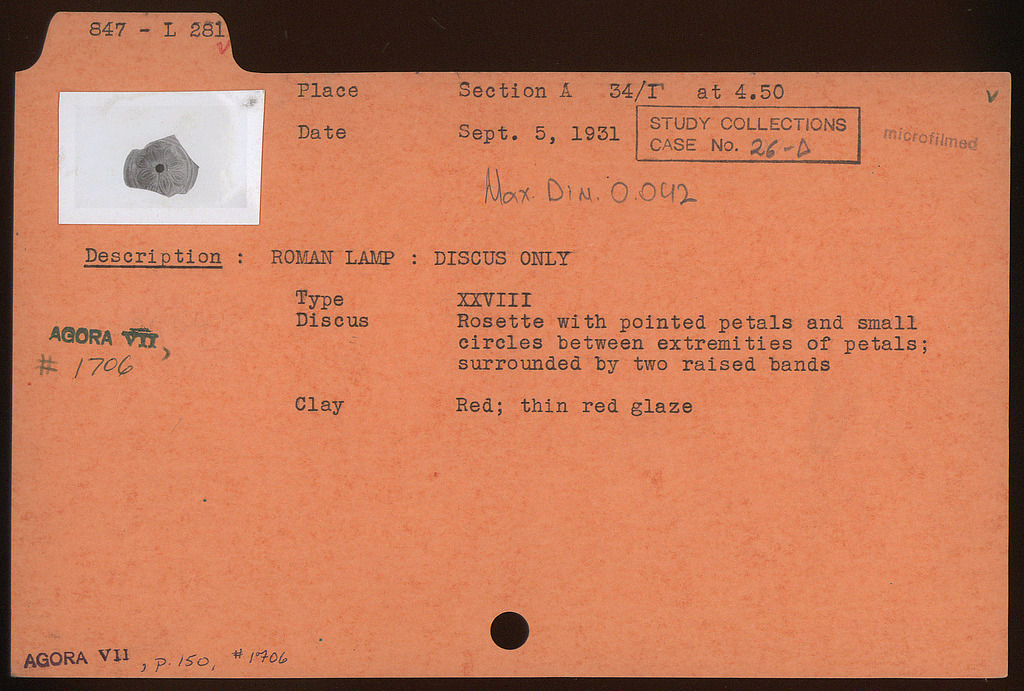 847 - L 281
Place Section A 34/Γ at 4.50
Date Sept. 5, 1931
STUDY COLLECTIONS
CASE No. 26-Δ
microfilmed
Max. Dim. 0.042
Description : ROMAN LAMP : DISCUS ONLY
Type XXVIII
Discus Rosette with pointed petals and small
circles between extremities of petals;
surrounded by two raised bands
AGORA VII,
# 1706
Clay Red; thin red glaze
AGORA VII, p. 150, #1706